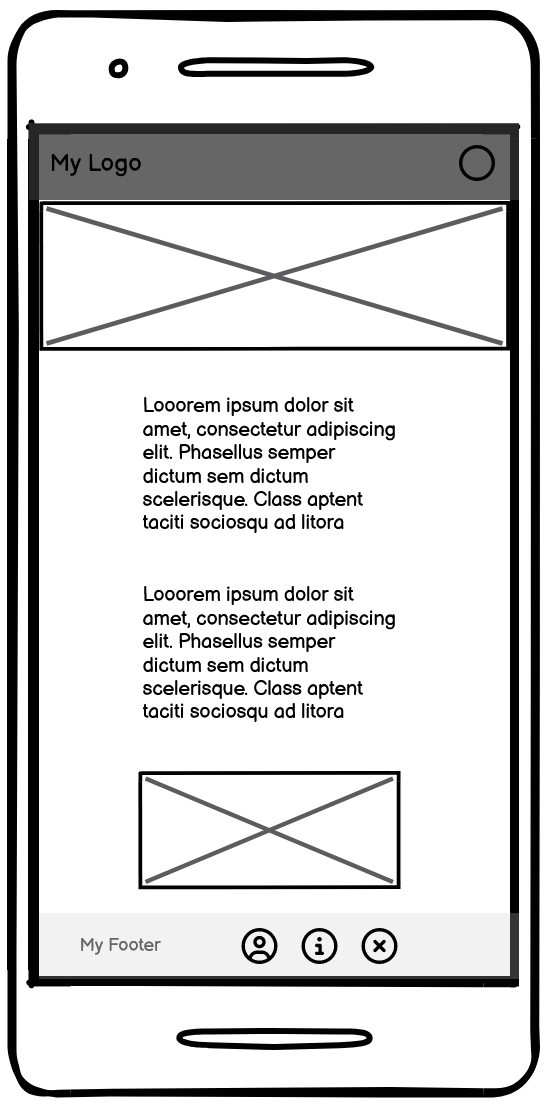 My Logo
Looorem ipsum dolor sit
amet, consectetur adipiscing
elit. Phasellus semper
dictum sem dictum
scelerisque. Class aptent
taciti sociosqu ad litora
Looorem ipsum dolor sit
amet, consectetur adipiscing
elit. Phasellus semper
dictum sem dictum
scelerisque. Class aptent
taciti sociosqu ad litora
My Footer